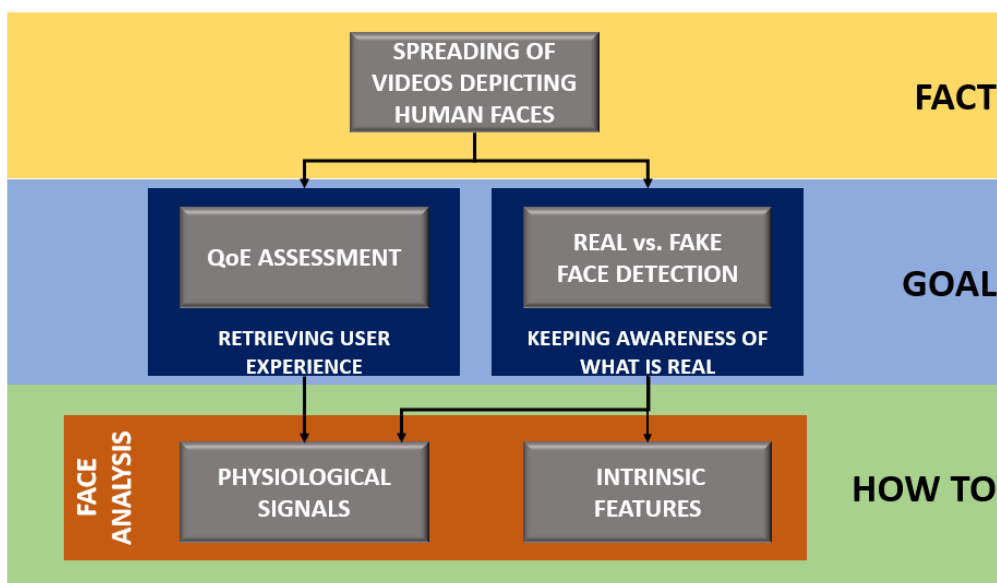 SPREADING OF
VIDEOS DEPICTING
HUMAN FACES
FACT
QoE ASSESSMENT
RETRIEVING USER
EXPERIENCE
REAL vs. FAKE
FACE DETECTION
KEEPING AWARENESS OF
WHAT IS REAL
GOAL
FACE
ANALYSIS
PHYSIOLOGICAL
SIGNALS
INTRINSIC
FEATURES
HOW TO